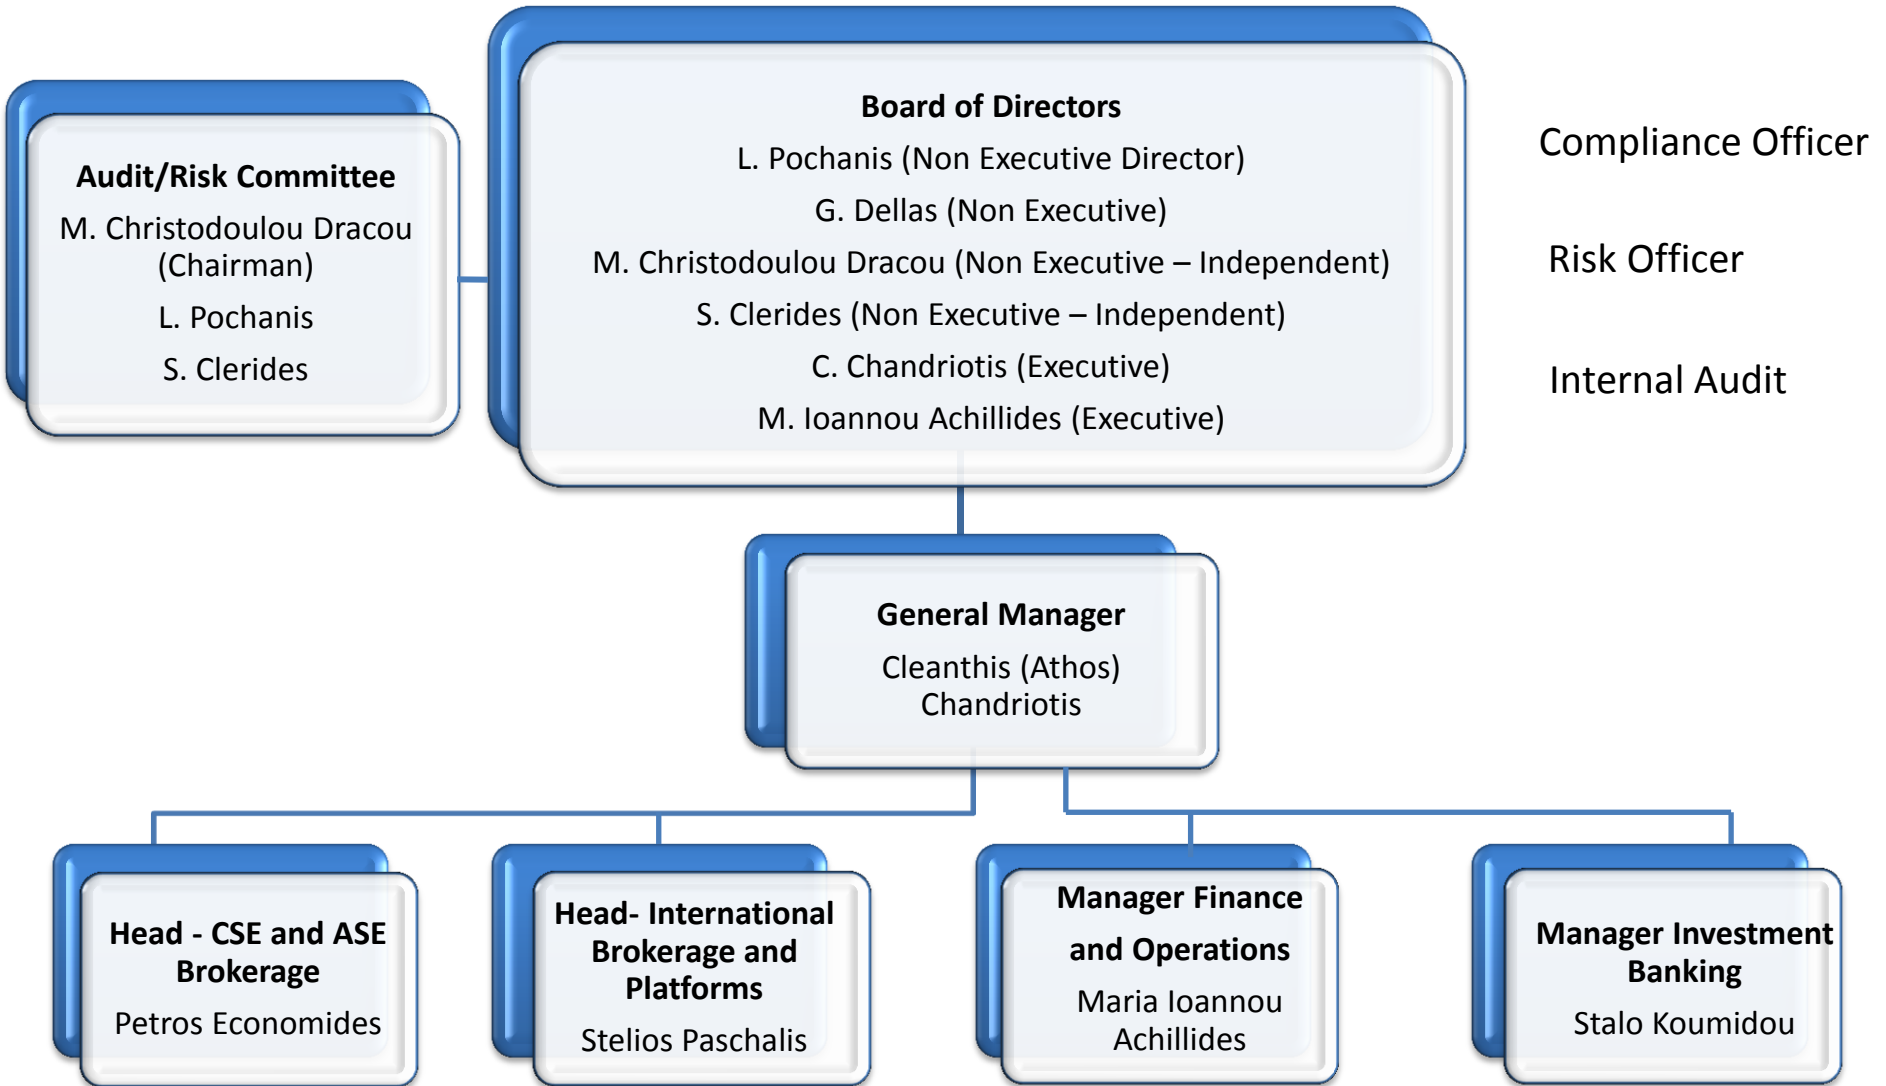 Board of Directors
L. Pochanis (Non Executive Director)
G. Dellas (Non Executive)
M. Christodoulou Dracou (Non Executive – Independent)
S. Clerides (Non Executive – Independent)
C. Chandriotis (Executive)
M. Ioannou Achillides (Executive)
Audit/Risk Committee
M. Christodoulou Dracou
(Chairman)
L. Pochanis
S. Clerides
Compliance Officer
Risk Officer
Internal Audit
General Manager
Cleanthis (Athos)
Chandriotis
Head - CSE and ASE
Brokerage
Petros Economides
Head- International
Brokerage and
Platforms
Stelios Paschalis
Manager Finance
and Operations
Maria Ioannou
Achillides
Manager Investment
Banking
Stalo Koumidou